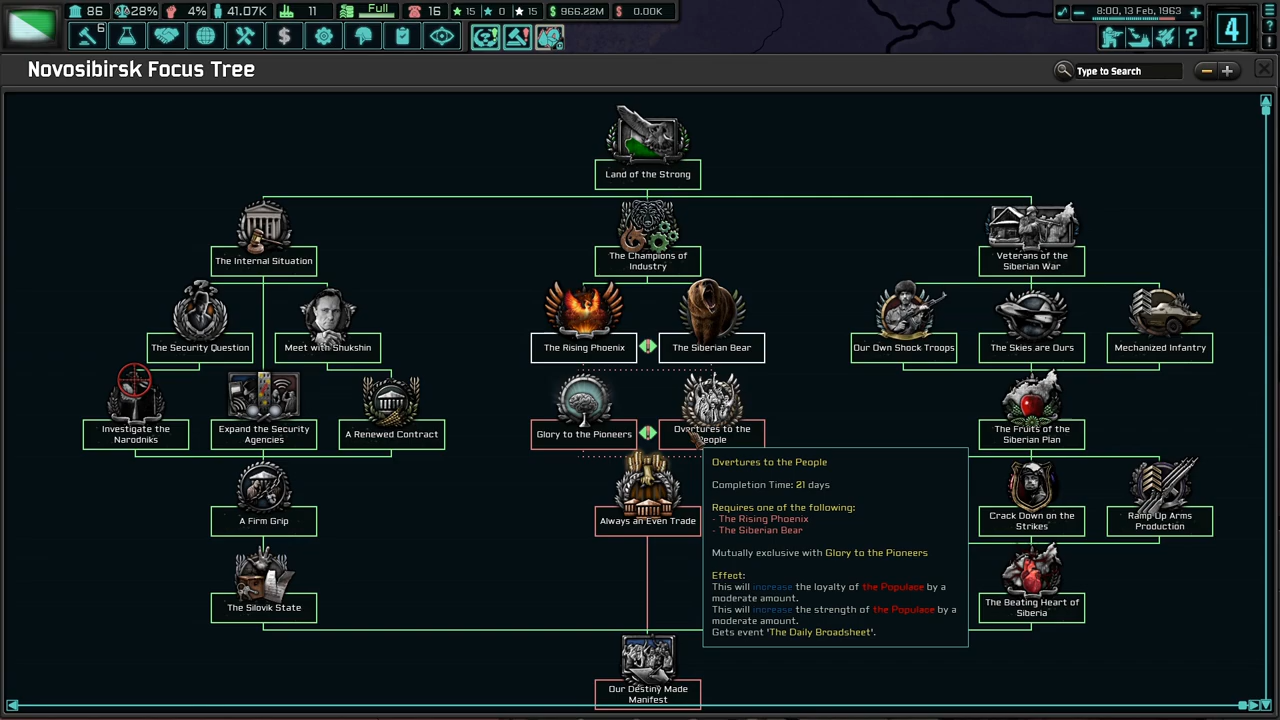 86 28% 4% 41.07K 11 Full 16 15 0 15 966.22M 0.00K
8:00, 13 Feb, 1963
4
6
Novosibirsk Focus Tree
Type to Search
Land of the Strong
The Internal Situation
The Champions of
Industry
Veterans of the
Siberian War
The Security Question
Meet with Shukshin
The Rising Phoenix
The Siberian Bear
Our Own Shock Troops
The Skies are Ours
Mechanized Infantry
Investigate the
Narodniks
Expand the Security
Agencies
A Renewed Contract
Glory to the Pioneers
Overtures to the
People
The Fruits of the
Siberian Plan
Overtures to the People
Completion Time: 21 days
Requires one of the following:
- The Rising Phoenix
- The Siberian Bear
Mutually exclusive with Glory to the Pioneers
Effect:
This will increase the loyalty of the Populace by a
moderate amount.
This will increase the strength of the Populace by a
moderate amount.
Gets event 'The Daily Broadsheet'.
A Firm Grip
Always an Even Trade
Crack Down on the
Strikes
Ramp Up Arms
Production
The Silovik State
The Beating Heart of
Siberia
Our Destiny Made
Manifest